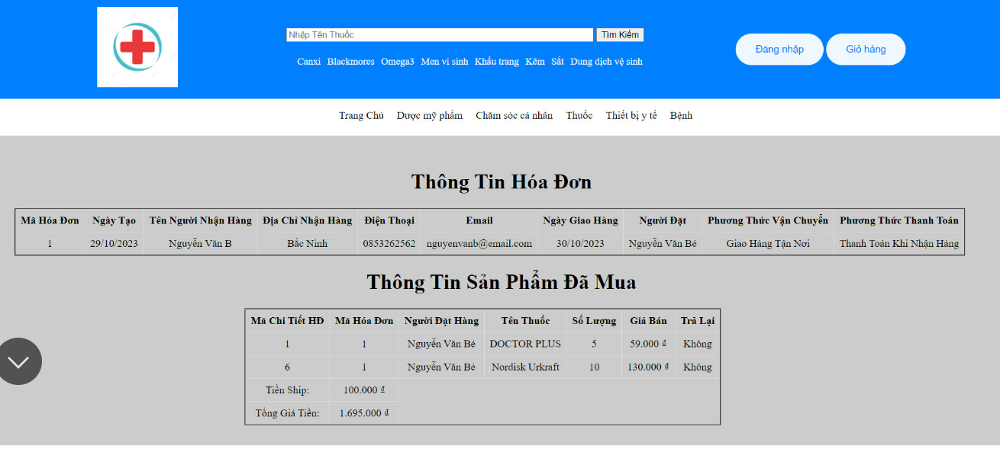 Nhập Tên Thuốc Tìm Kiếm
Đăng nhập Giỏ hàng
Canxi Blackmores Omega3 Men vi sinh Khẩu trang Kẽm Sắt Dung dịch vệ sinh
Trang Chủ Dược mỹ phẩm Chăm sóc cá nhân Thuốc Thiết bị y tế Bệnh
Thông Tin Hóa Đơn
Mã Hóa Đơn Ngày Tạo Tên Người Nhận Hàng Địa Chỉ Nhận Hàng Điện Thoại Email Ngày Giao Hàng Người Đặt Phương Thức Vận Chuyển Phương Thức Thanh Toán
1 29/10/2023 Nguyễn Văn B Bắc Ninh 0853262562 nguyenvanb@email.com 30/10/2023 Nguyễn Văn Bé Giao Hàng Tận Nơi Thanh Toán Khi Nhận Hàng
Thông Tin Sản Phẩm Đã Mua
Mã Chi Tiết HĐ Mã Hóa Đơn Người Đặt Hàng Tên Thuốc Số Lượng Giá Bán Trả Lại
1 1 Nguyễn Văn Bé DOCTOR PLUS 5 59.000 ₫ Không
6 1 Nguyễn Văn Bé Nordisk Urkraft 10 130.000 ₫ Không
Tiền Ship: 100.000 ₫
Tổng Giá Tiền: 1.695.000 ₫